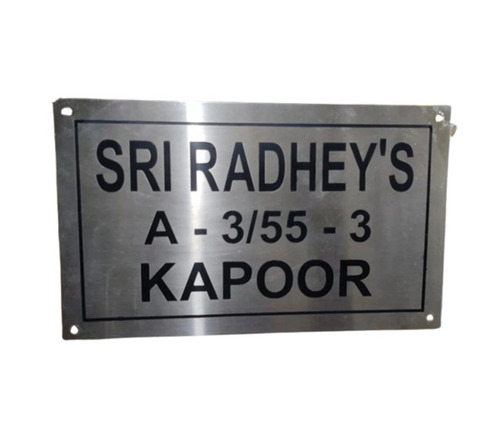 SRI RADHEY'S
A - 3/55 - 3
KAPOOR